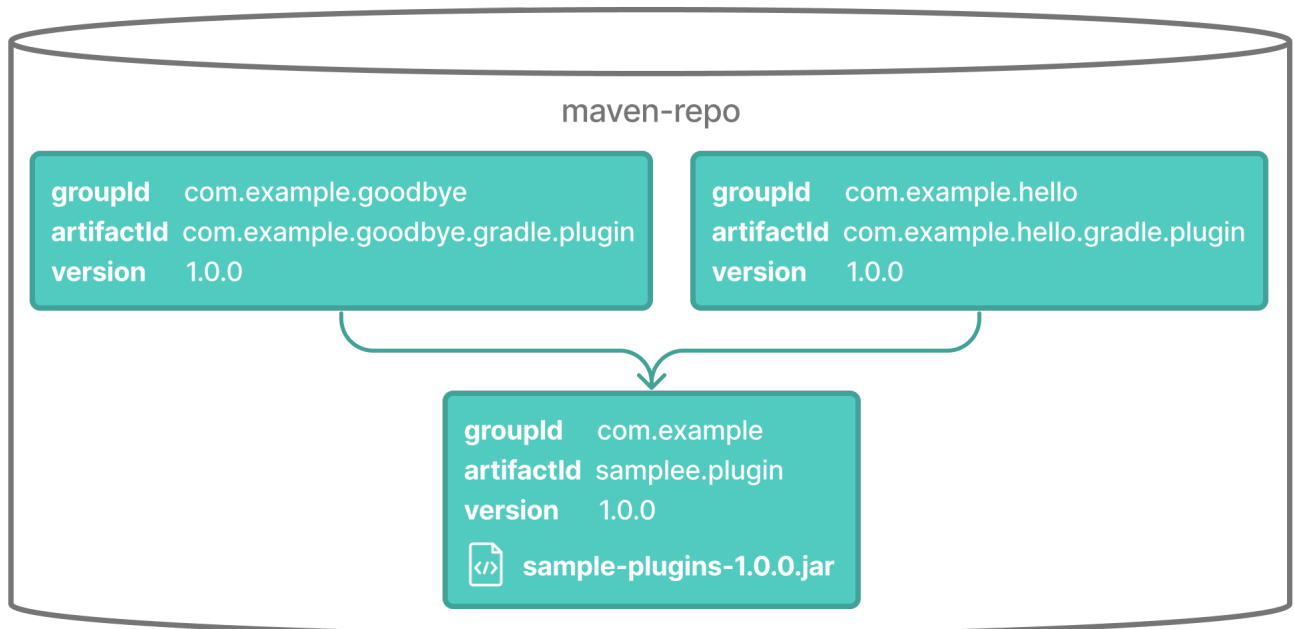 maven-repo
groupId com.example.goodbye
artifactId com.example.goodbye.gradle.plugin
version 1.0.0
groupId com.example.hello
artifactId com.example.hello.gradle.plugin
version 1.0.0
groupId com.example
artifactId samplee.plugin
version 1.0.0
</> sample-plugins-1.0.0.jar